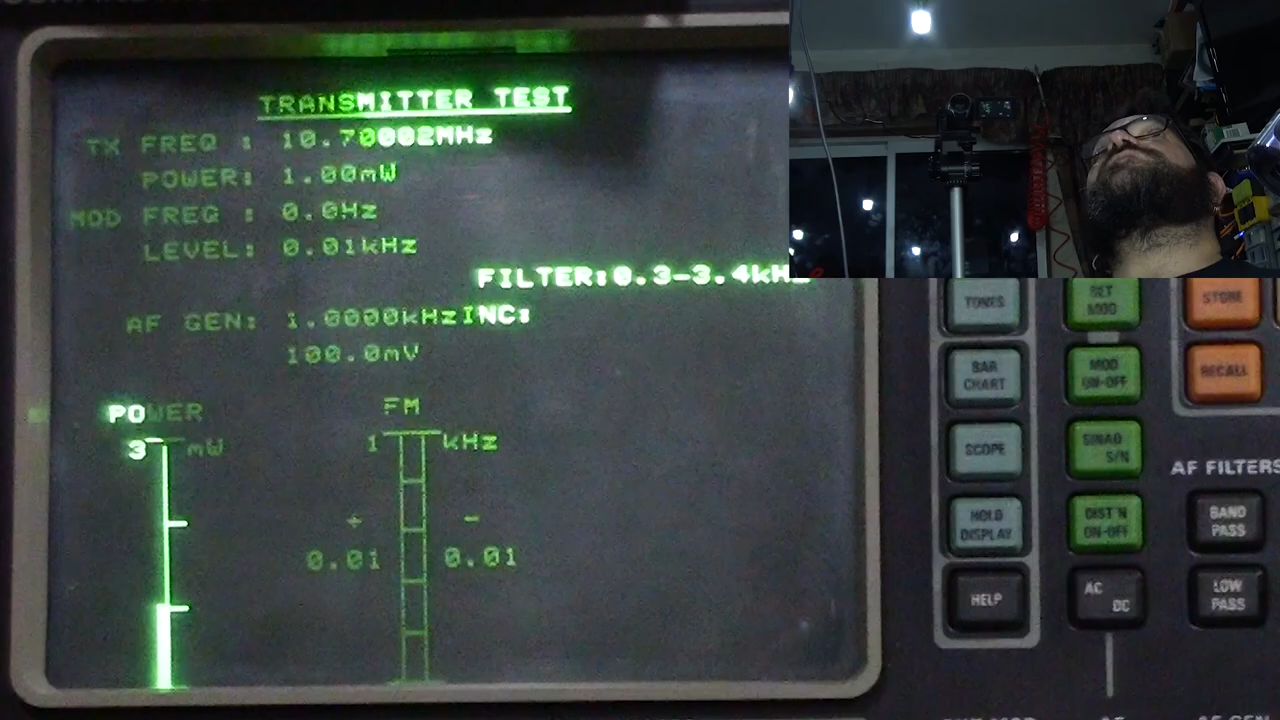 TRANSMITTER TEST
TX FREQ : 10.70002MHz
POWER: 1.00mW
MOD FREQ : 0.0Hz
LEVEL: 0.01kHz
FILTER:0.3-3.4kHz
AF GEN: 1.0000kHzINC:
100.0mV
POWER
FM
3 mW
1 kHz
+ -
0.01 0.01
TONES
SET MOD
STORE
BAR CHART
MOD ON-OFF
RECALL
SCOPE
SINAD S/N
AF FILTERS
HOLD DISPLAY
DIST'N ON-OFF
BAND PASS
HELP
AC DC
LOW PASS